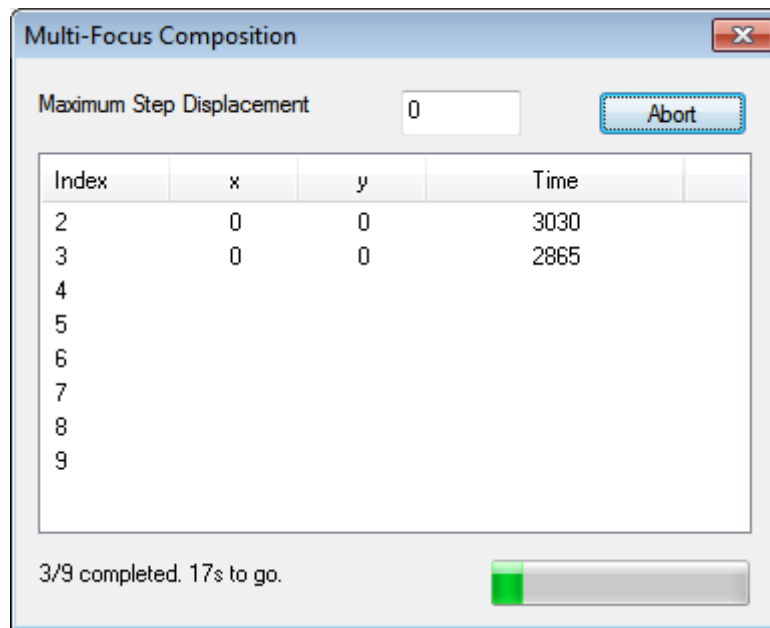 Multi-Focus Composition
Maximum Step Displacement 0 Abort
Index x y Time
2 0 0 3030
3 0 0 2865
4
5
6
7
8
9
3/9 completed. 17s to go.